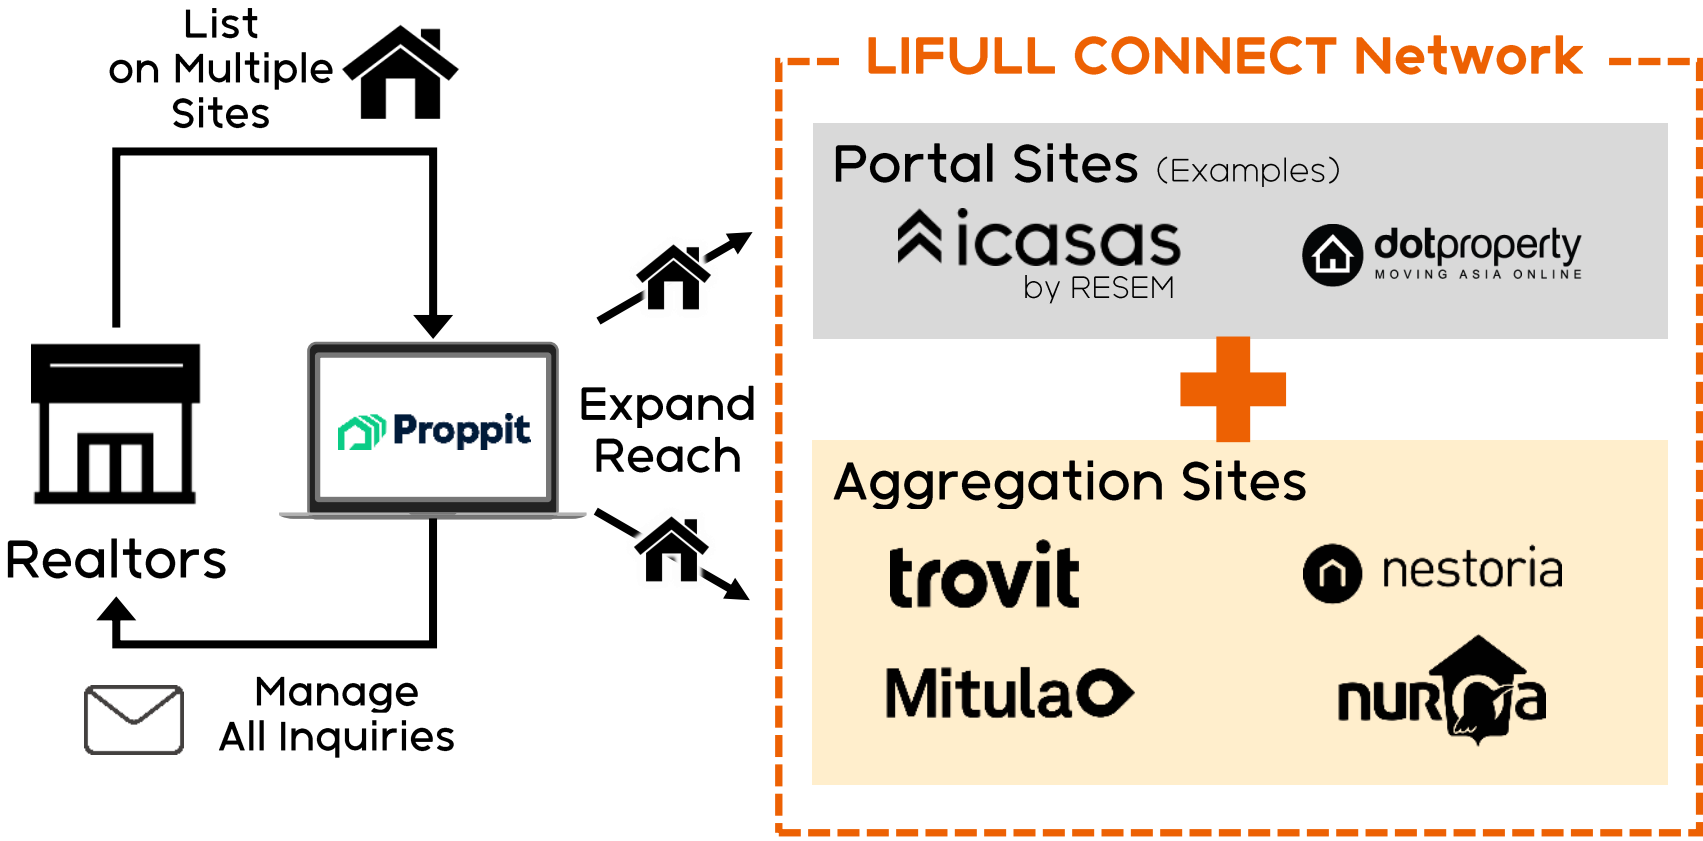 List
on Multiple
Sites
Realtors
Proppit
Manage
All Inquiries
Expand
Reach
LIFULL CONNECT Network
Portal Sites (Examples)
icasas
by RESEM
dotproperty
MOVING ASIA ONLINE
Aggregation Sites
trovit
nestoria
Mitula
nuroa